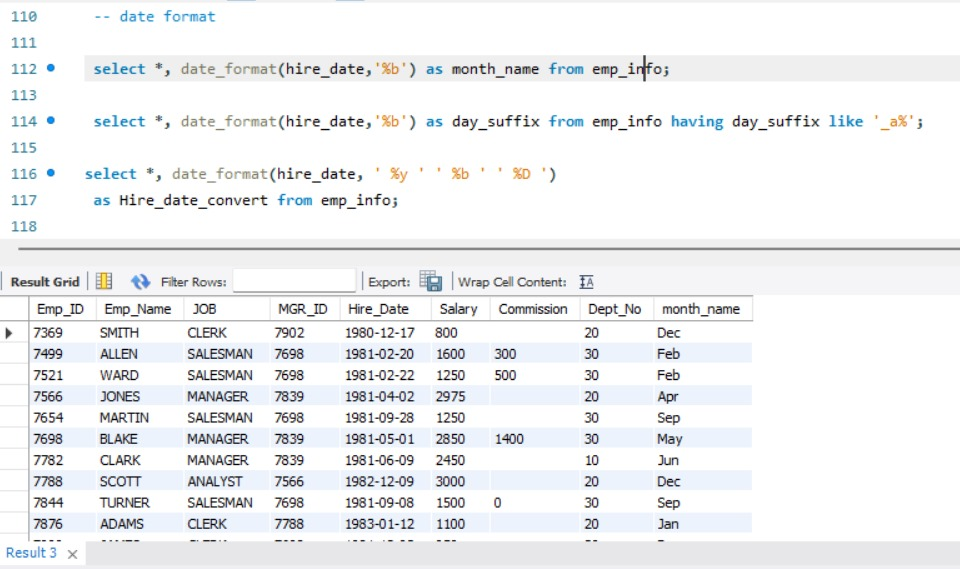 110 -- date format
111
112 select *, date_format(hire_date,'%b') as month_name from emp_info;
113
114 select *, date_format(hire_date,'%b') as day_suffix from emp_info having day_suffix like '_a%';
115
116 select *, date_format(hire_date, ' %y ' ' %b ' ' %D ')
117 as Hire_date_convert from emp_info;
118
Result Grid Filter Rows: Export: Wrap Cell Content: IA
Emp_ID Emp_Name JOB MGR_ID Hire_Date Salary Commission Dept_No month_name
7369 SMITH CLERK 7902 1980-12-17 800 20 Dec
7499 ALLEN SALESMAN 7698 1981-02-20 1600 300 30 Feb
7521 WARD SALESMAN 7698 1981-02-22 1250 500 30 Feb
7566 JONES MANAGER 7839 1981-04-02 2975 20 Apr
7654 MARTIN SALESMAN 7698 1981-09-28 1250 30 Sep
7698 BLAKE MANAGER 7839 1981-05-01 2850 1400 30 May
7782 CLARK MANAGER 7839 1981-06-09 2450 10 Jun
7788 SCOTT ANALYST 7566 1982-12-09 3000 20 Dec
7844 TURNER SALESMAN 7698 1981-09-08 1500 0 30 Sep
7876 ADAMS CLERK 7788 1983-01-12 1100 20 Jan
Result 3 ×